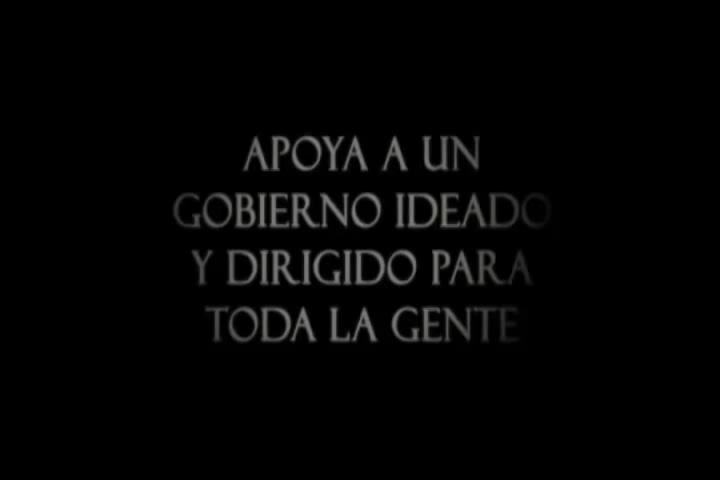 APOYA A UN
GOBIERNO IDEADO
Y DIRIGIDO PARA
TODA LA GENTE